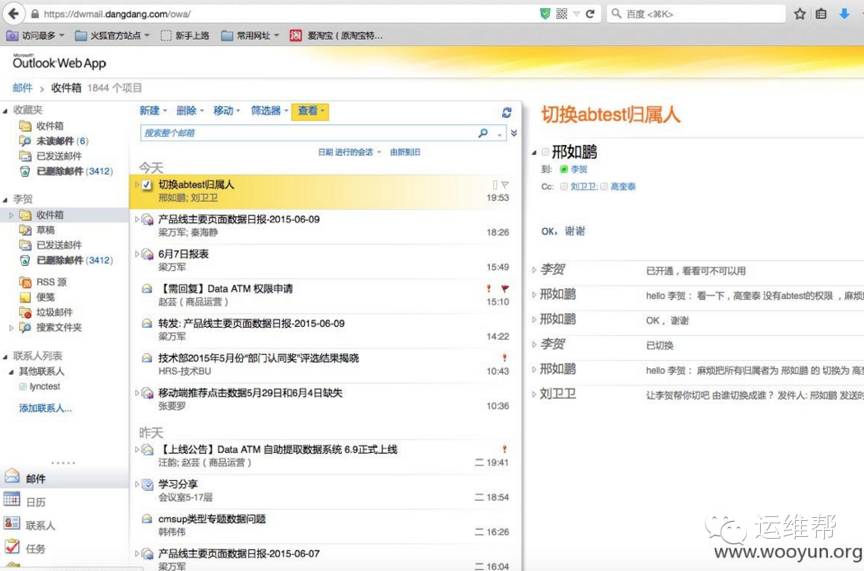 https://dwmail.dangdang.com/owa/
百度 <⌘K>
访问最多
火狐官方站点
新手上路
常用网址
爱淘宝（原淘宝特...
Microsoft
Outlook Web App
邮件 > 收件箱 1844 个项目
收藏夹
收件箱
未读邮件 (6)
已发送邮件
已删除邮件 (3412)
李贺
收件箱
草稿
已发送邮件
已删除邮件 (3412)
RSS 源
便笺
垃圾邮件
搜索文件夹
联系人列表
其他联系人
lynctest
添加联系人...
邮件
日历
联系人
任务
新建 删除 移动 筛选器 查看
搜索整个邮箱
日期 进行的会话 由新到旧
今天
切换abtest归属人
邢如鹏; 刘卫卫 19:53
产品线主要页面数据日报-2015-06-09
梁万军; 秦海静 18:26
6月7日报表
梁万军 15:49
【需回复】Data ATM 权限申请
赵芸（商品运营） 15:10
转发: 产品线主要页面数据日报-2015-06-09
梁万军 14:22
技术部2015年5月份“部门认同奖”评选结果揭晓
HRS-技术BU 10:43
移动端推荐点击数据5月29日和6月4日缺失
张要罗 10:36
昨天
【上线公告】Data ATM 自动提取数据系统 6.9正式上线
汪韵; 赵芸（商品运营） 二 19:41
学习分享
会议室5-17层 二 18:54
cmsup类型专题数据问题
韩伟伟 二 16:26
产品线主要页面数据日报-2015-06-07
梁万军 二 16:04
切换abtest归属人
邢如鹏
到: 李贺
Cc: 刘卫卫; 高奎泰
OK，谢谢
李贺 已开通，看看可不可以用
邢如鹏 hello 李贺： 看一下，高奎泰 没有abtest的权限 ，麻烦
邢如鹏 OK，谢谢
李贺 已切换
邢如鹏 hello 李贺： 麻烦把所有归属者为 邢如鹏 的 切换为 高
刘卫卫 让李贺帮你切吧 由谁切换成谁？ 发件人: 邢如鹏 发送时
运维帮
www.wooyun.org